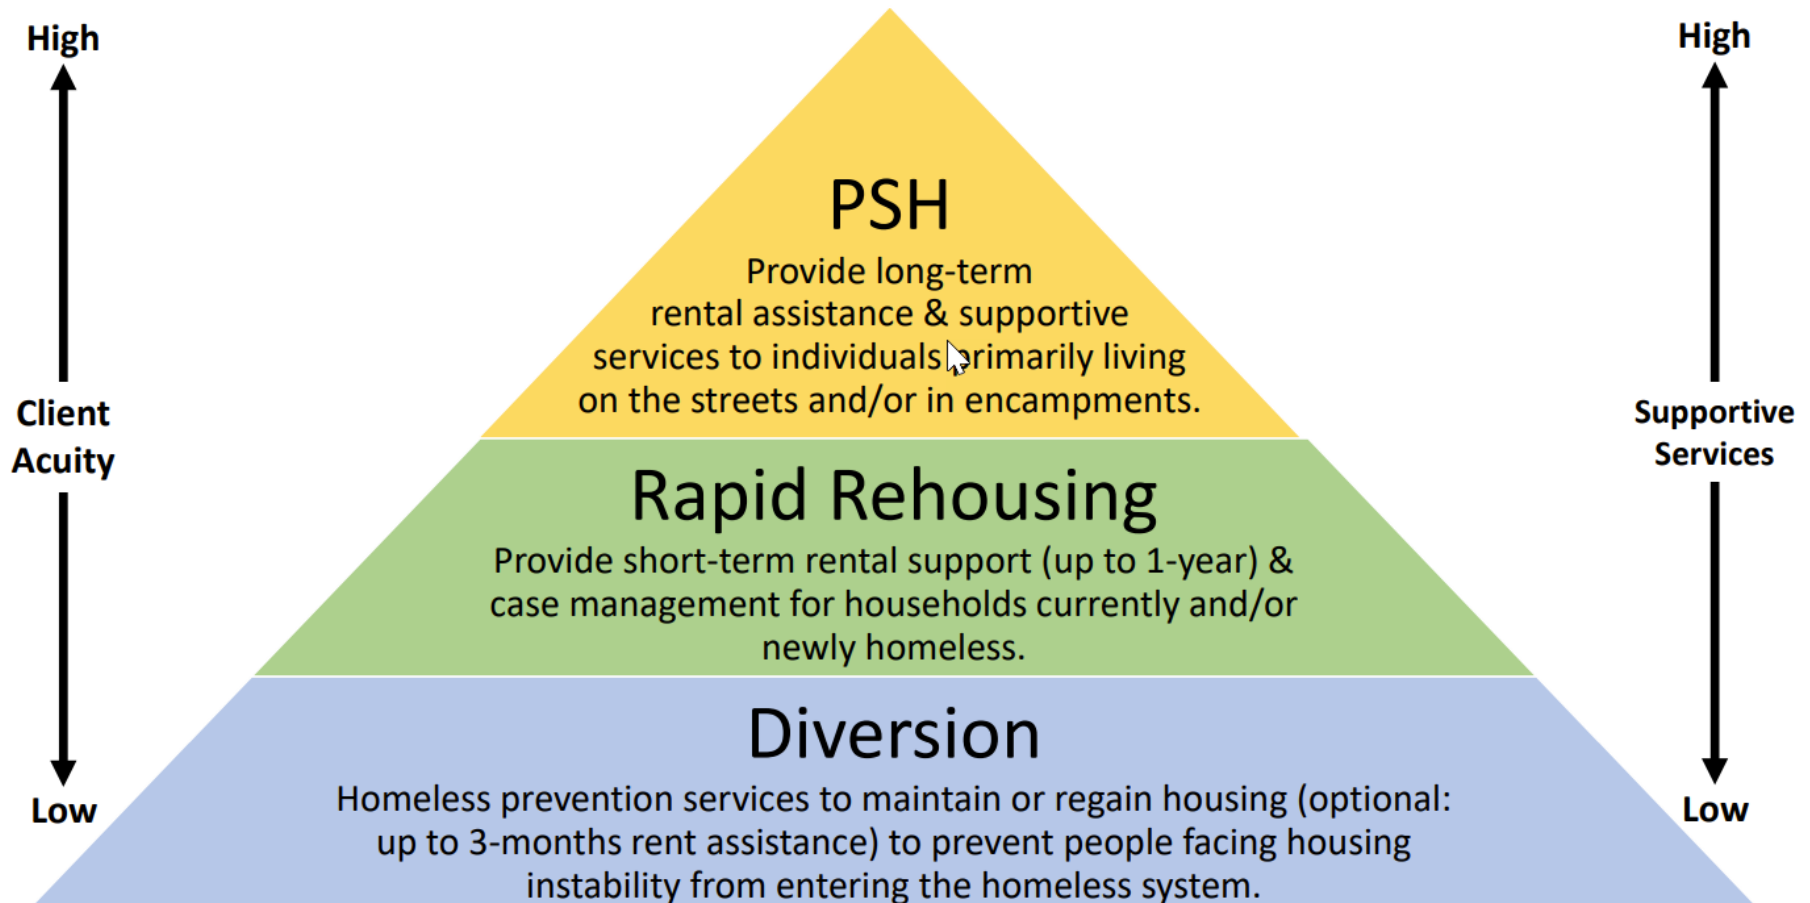 High
High
PSH
Provide long-term
rental assistance & supportive
services to individuals primarily living
on the streets and/or in encampments.
Client
Acuity
Supportive
Services
Rapid Rehousing
Provide short-term rental support (up to 1-year) &
case management for households currently and/or
newly homeless.
Diversion
Homeless prevention services to maintain or regain housing (optional:
up to 3-months rent assistance) to prevent people facing housing
instability from entering the homeless system.
Low
Low